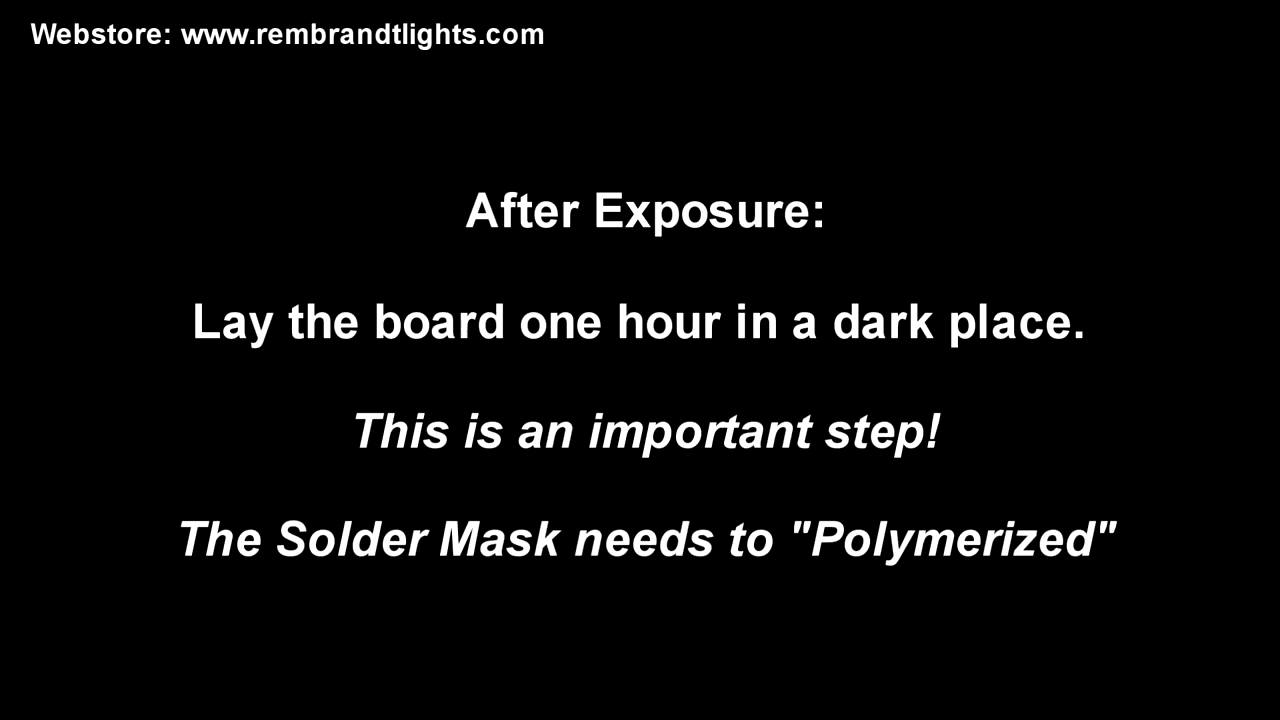 Webstore: www.rembrandtlights.com
After Exposure:
Lay the board one hour in a dark place.
This is an important step!
The Solder Mask needs to "Polymerized"